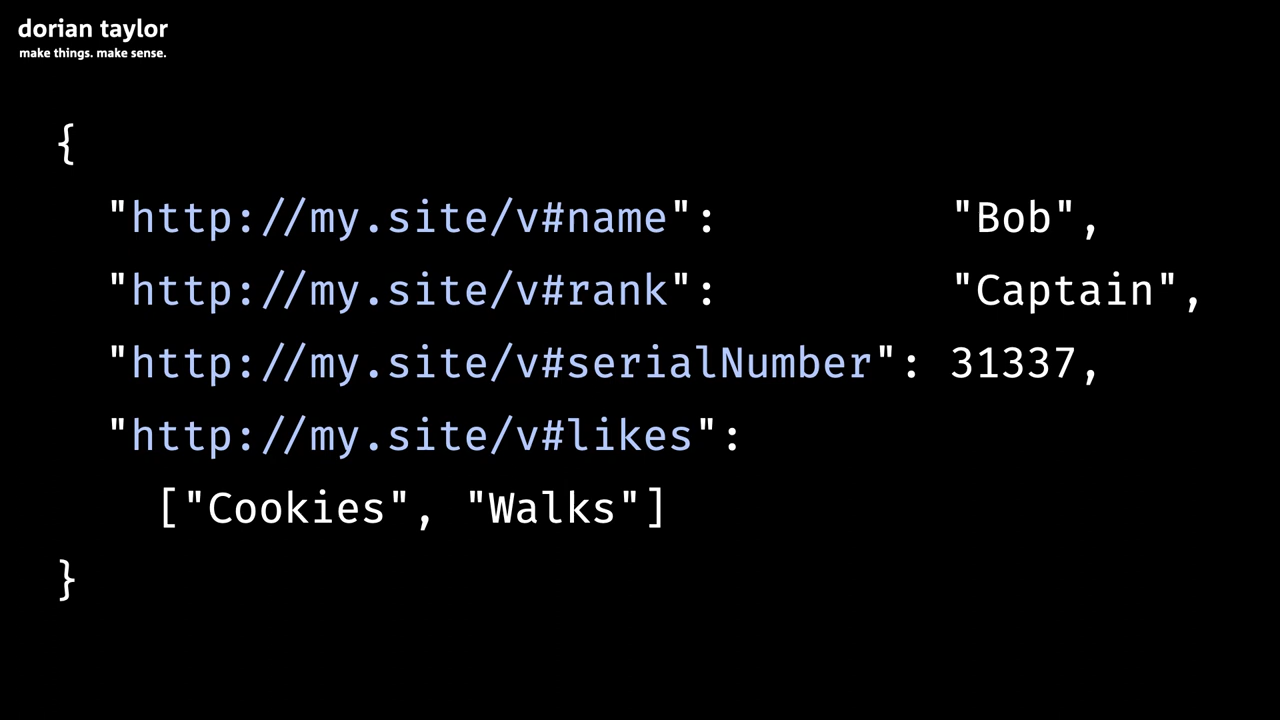 dorian taylor
make things. make sense.
{
"http://my.site/v#name": "Bob",
"http://my.site/v#rank": "Captain",
"http://my.site/v#serialNumber": 31337,
"http://my.site/v#likes":
["Cookies", "Walks"]
}